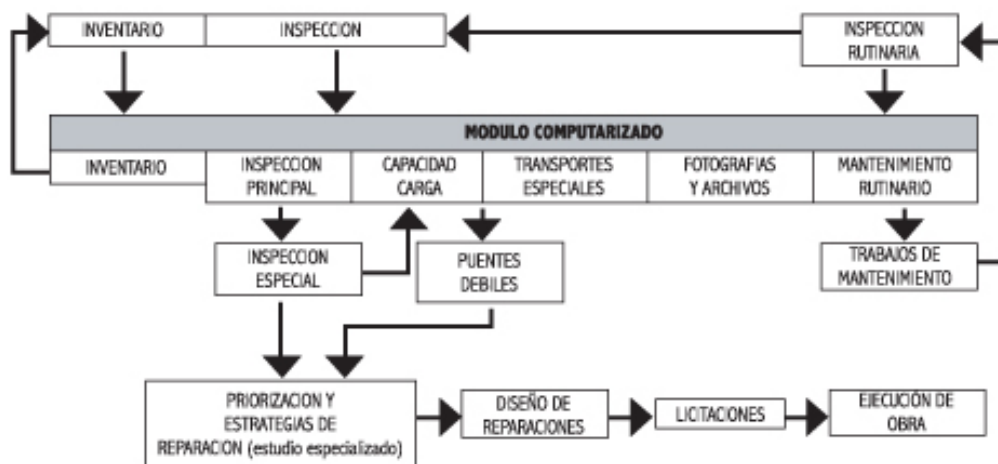 INVENTARIO
INSPECCION
INSPECCION
RUTINARIA
MODULO COMPUTARIZADO
INVENTARIO
INSPECCION
PRINCIPAL
CAPACIDAD
CARGA
TRANSPORTES
ESPECIALES
FOTOGRAFIAS
Y ARCHIVOS
MANTENIMIENTO
RUTINARIO
INSPECCION
ESPECIAL
PUENTES
DEBILES
TRABAJOS DE
MANTENIMIENTO
PRIORIZACION Y
ESTRATEGIAS DE
REPARACION (estudio especializado)
DISEÑO DE
REPARACIONES
LICITACIONES
EJECUCIÓN DE
OBRA